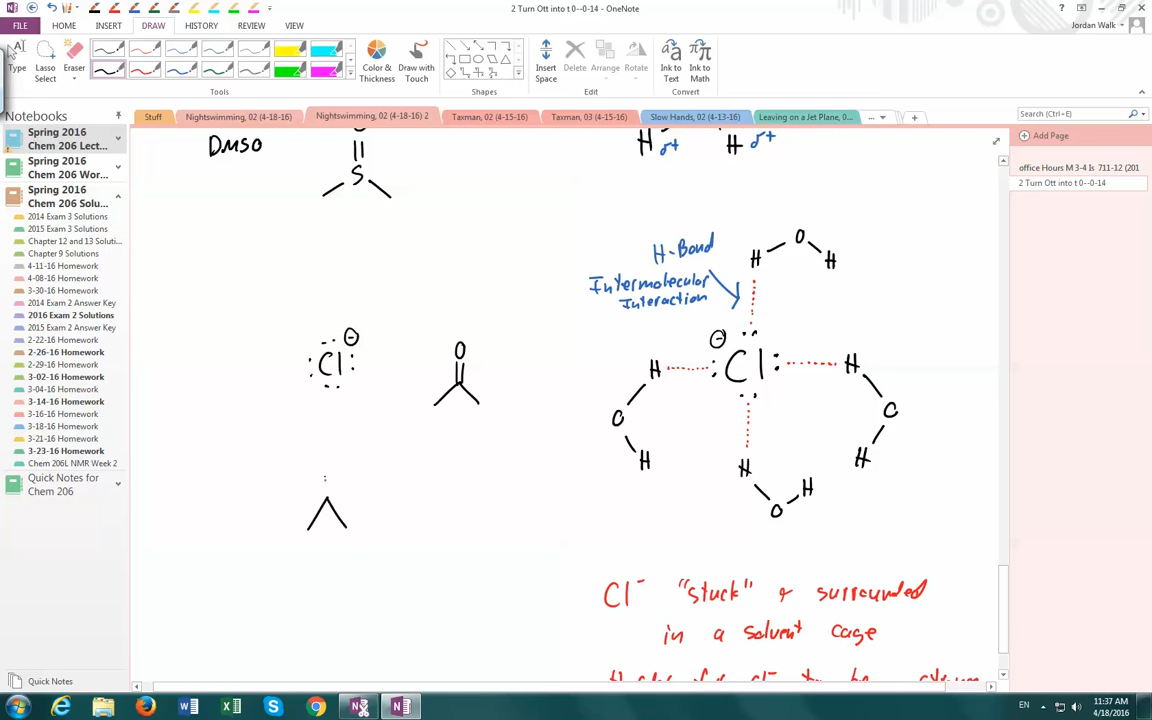 2 Turn Ott into t 0--0-14 - OneNote
Jordan Walk
FILE HOME INSERT DRAW HISTORY REVIEW VIEW
Type
Lasso Select
Eraser
Color & Thickness
Draw with Touch
Insert Space
Delete
Arrange
Rotate
Ink to Text
Ink to Math
Tools
Shapes
Edit
Convert
Notebooks
Stuff
Nightswimming, 02 (4-18-16)
Nightswimming, 02 (4-18-16) 2
Taxman, 02 (4-15-16)
Taxman, 03 (4-15-16)
Slow Hands, 02 (4-13-16)
Leaving on a Jet Plane, 0...
...
Search (Ctrl+E)
Add Page
office Hours M 3-4 Is 711-12 (201
2 Turn Ott into t 0--0-14
Spring 2016
Chem 206 Lect...
Spring 2016
Chem 206 Wor...
Spring 2016
Chem 206 Solu...
2014 Exam 3 Solutions
2015 Exam 3 Solutions
Chapter 12 and 13 Soluti...
Chapter 9 Solutions
4-11-16 Homework
4-08-16 Homework
3-30-16 Homework
2014 Exam 2 Answer Key
2016 Exam 2 Solutions
2015 Exam 2 Answer Key
2-22-16 Homework
2-26-16 Homework
2-29-16 Homework
3-02-16 Homework
3-04-16 Homework
3-14-16 Homework
3-16-16 Homework
3-18-16 Homework
3-21-16 Homework
3-23-16 Homework
Chem 206L NMR Week 2
Quick Notes for
Chem 206
Quick Notes
DMSO
S
H δ+ H δ+
H O H
H-Bond
Intermolecular
Interaction
Cl ⊖
O
H ⊖ :Cl: H
O O
H H
H H
O
Cl⁻ "stuck" & surrounded
in a solvent cage
EN
11:37 AM
4/18/2016